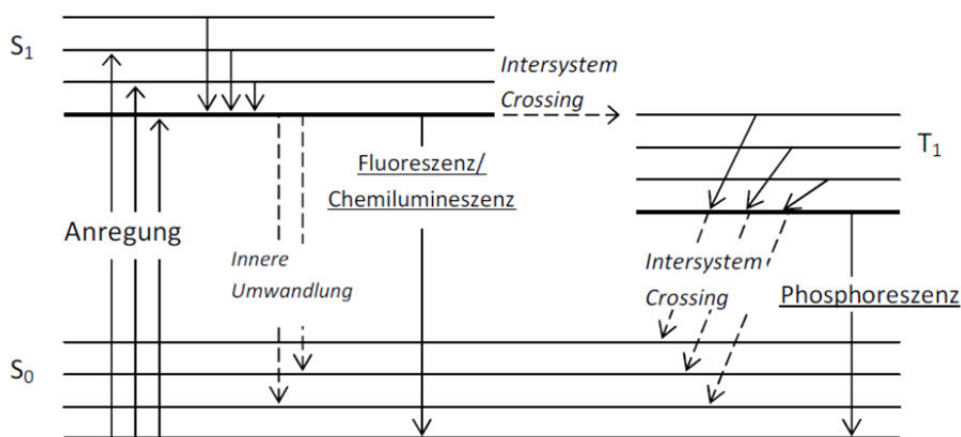 S1
Intersystem
Crossing
T1
Fluoreszenz/
Chemilumineszenz
Anregung
Innere
Umwandlung
Intersystem
Crossing
Phosphoreszenz
S0